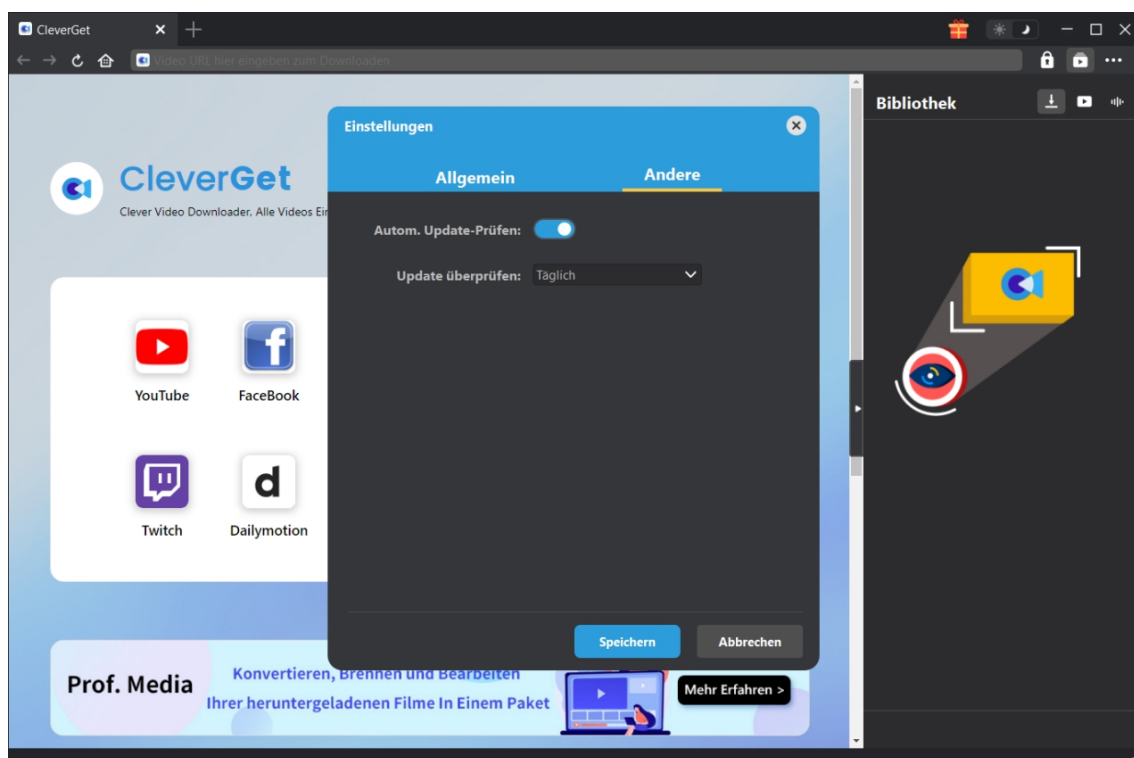 CleverGet
Video URL hier eingeben zum Downloaden
Bibliothek
Einstellungen
Allgemein
Andere
CleverGet
Clever Video Downloader. Alle Videos
Autom. Update-Prüfen:
Update überprüfen: Täglich
YouTube
FaceBook
Twitch
Dailymotion
Speichern
Abbrechen
Prof. Media
Konvertieren, Brennen und Bearbeiten
Ihrer heruntergeladenen Filme In Einem Paket
Mehr Erfahren >